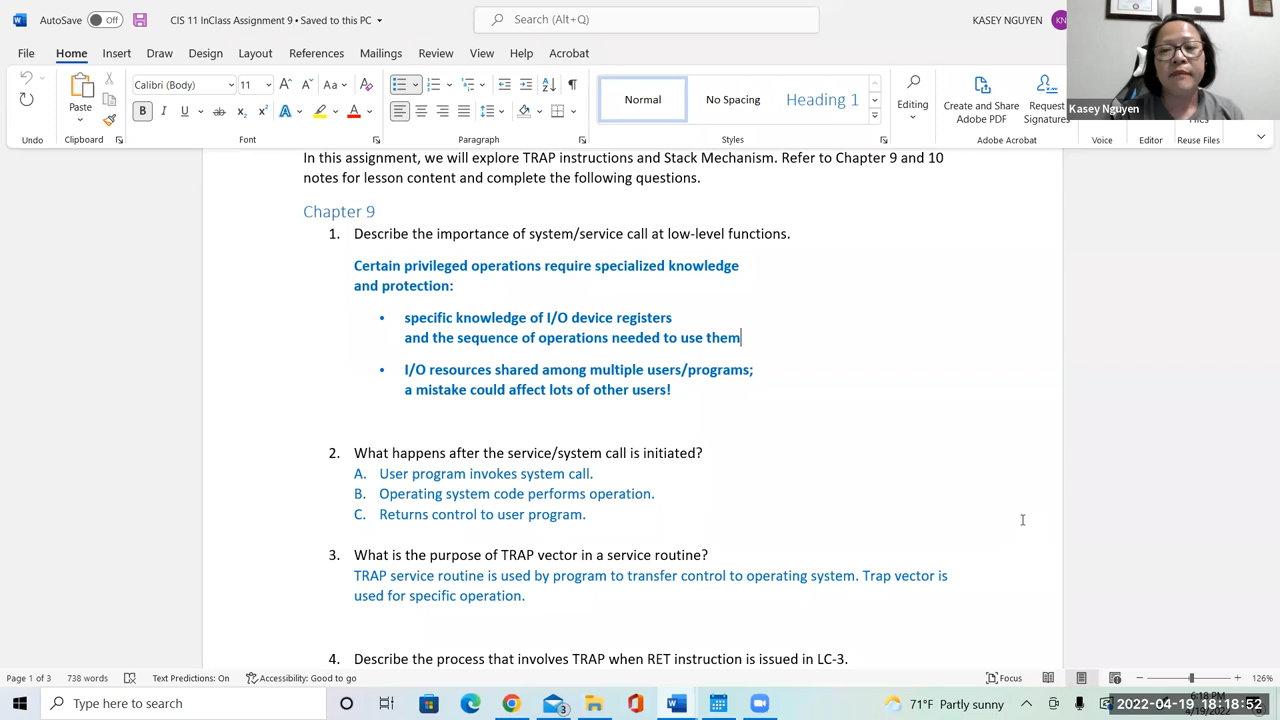 AutoSave Off CIS 11 InClass Assignment 9 • Saved to this PC Search (Alt+Q) KASEY NGUYEN KN
File Home Insert Draw Design Layout References Mailings Review View Help Acrobat
Kasey Nguyen
Calibri (Body) 11 Aa
Paste B I U ab x₂ x² A A
Normal No Spacing Heading 1
Editing
Create and Share Adobe PDF
Request Signatures
Files
Undo Clipboard Font Paragraph Styles Adobe Acrobat Voice Editor Reuse Files
In this assignment, we will explore TRAP instructions and Stack Mechanism. Refer to Chapter 9 and 10
notes for lesson content and complete the following questions.
Chapter 9
1. Describe the importance of system/service call at low-level functions.
Certain privileged operations require specialized knowledge
and protection:
• specific knowledge of I/O device registers
and the sequence of operations needed to use them
• I/O resources shared among multiple users/programs;
a mistake could affect lots of other users!
2. What happens after the service/system call is initiated?
A. User program invokes system call.
B. Operating system code performs operation.
C. Returns control to user program.
3. What is the purpose of TRAP vector in a service routine?
TRAP service routine is used by program to transfer control to operating system. Trap vector is
used for specific operation.
4. Describe the process that involves TRAP when RET instruction is issued in LC-3.
Page 1 of 3 738 words Text Predictions: On Accessibility: Good to go Focus 126%
Type here to search 3 71°F Partly sunny 6:18 PM
4/19/2022
2022-04-19 18:18:52